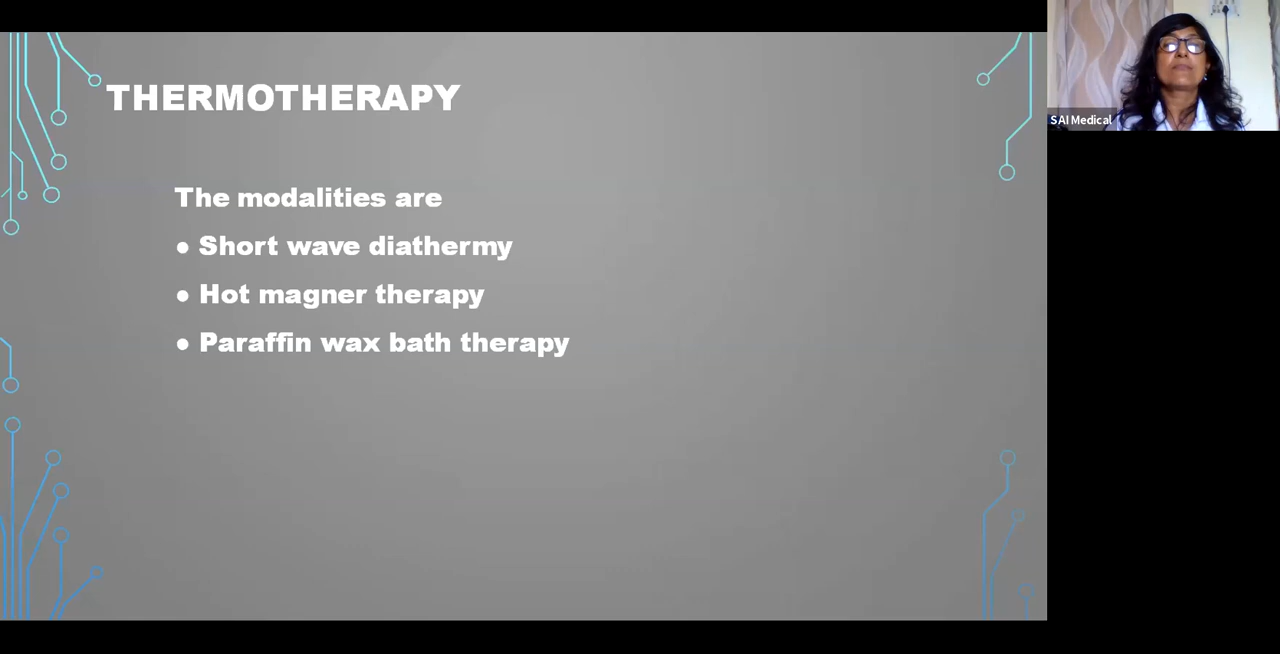 THERMOTHERAPY
The modalities are
● Short wave diathermy
● Hot magner therapy
● Paraffin wax bath therapy
SAI Medical